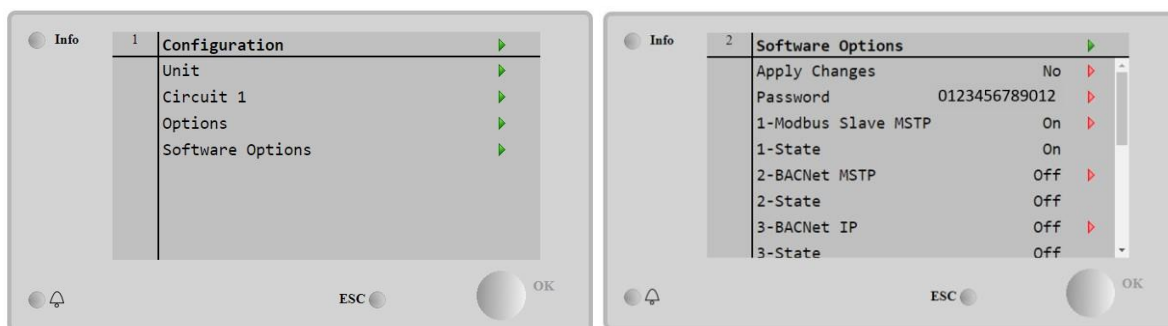 Info
1 Configuration
Unit
Circuit 1
Options
Software Options
ESC
OK
Info
2 Software Options
Apply Changes No
Password 0123456789012
1-Modbus Slave MSTP On
1-State On
2-BACNet MSTP Off
2-State Off
3-BACNet IP Off
3-State Off
ESC
OK